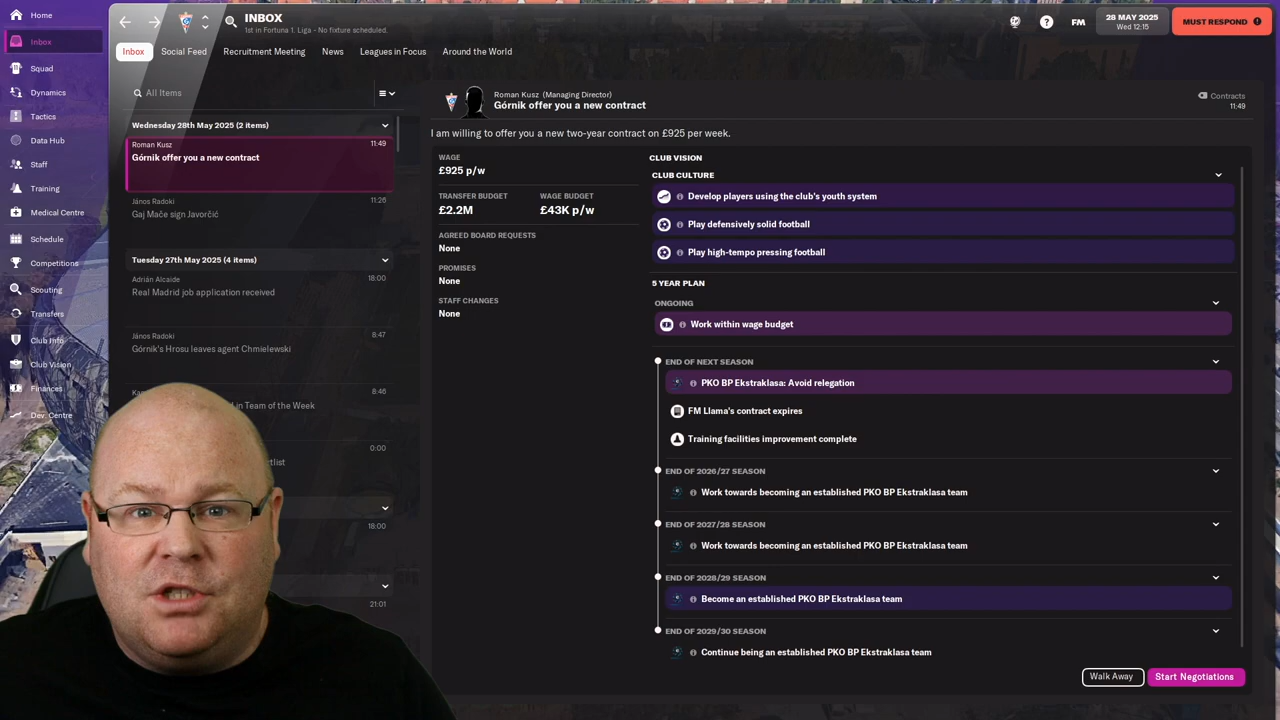 Home
Inbox
Squad
Dynamics
Tactics
Data Hub
Staff
Training
Medical Centre
Schedule
Competitions
Scouting
Transfers
Club Info
Club Vision
Finances
Dev. Centre
INBOX
1st in Fortuna 1. Liga - No fixture scheduled.
FM
28 MAY 2025
Wed 12:15
MUST RESPOND
Inbox
Social Feed
Recruitment Meeting
News
Leagues in Focus
Around the World
All Items
Wednesday 28th May 2025 (2 items)
Roman Kusz 11:49
Górnik offer you a new contract
János Radoki 11:26
Gaj Mače sign Javorčić
Tuesday 27th May 2025 (4 items)
Adrián Alcaide 18:00
Real Madrid job application received
János Radoki 8:47
Górnik's Hrosu leaves agent Chmielewski
8:46
in Team of the Week
0:00
18:00
21:01
Roman Kusz (Managing Director)
Górnik offer you a new contract
Contracts
11:49
I am willing to offer you a new two-year contract on £925 per week.
WAGE
£925 p/w
TRANSFER BUDGET WAGE BUDGET
£2.2M £43K p/w
AGREED BOARD REQUESTS
None
PROMISES
None
STAFF CHANGES
None
CLUB VISION
CLUB CULTURE
Develop players using the club's youth system
Play defensively solid football
Play high-tempo pressing football
5 YEAR PLAN
ONGOING
Work within wage budget
END OF NEXT SEASON
PKO BP Ekstraklasa: Avoid relegation
FM Llama's contract expires
Training facilities improvement complete
END OF 2026/27 SEASON
Work towards becoming an established PKO BP Ekstraklasa team
END OF 2027/28 SEASON
Work towards becoming an established PKO BP Ekstraklasa team
END OF 2028/29 SEASON
Become an established PKO BP Ekstraklasa team
END OF 2029/30 SEASON
Continue being an established PKO BP Ekstraklasa team
Walk Away
Start Negotiations